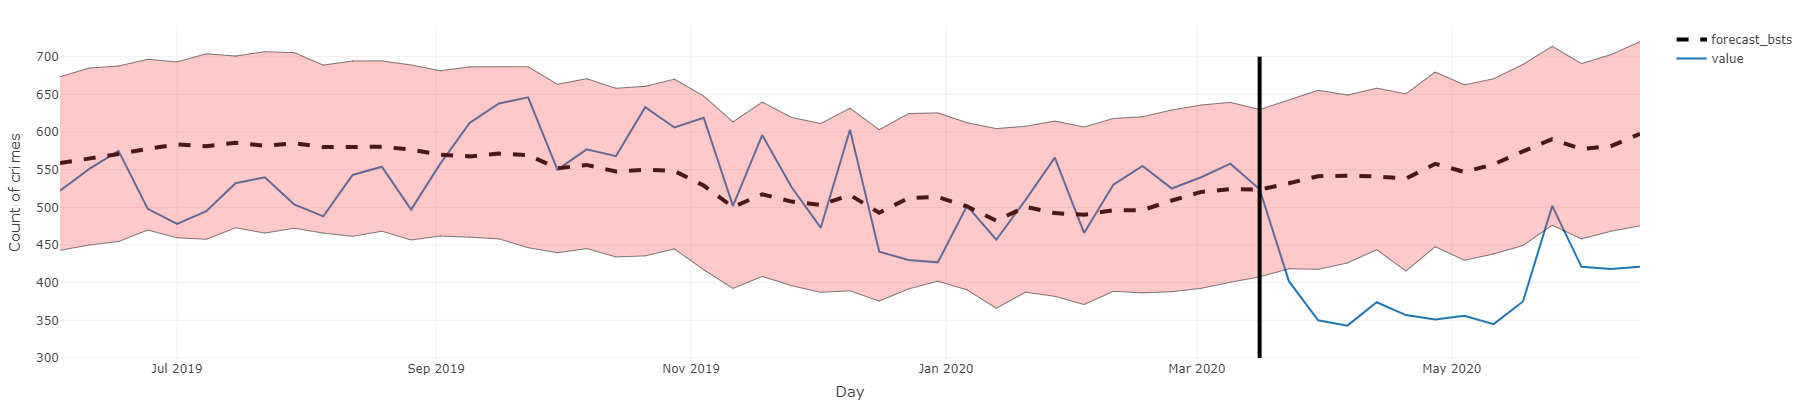 forecast_bsts
value
Count of crimes
700
650
600
550
500
450
400
350
300
Jul 2019
Sep 2019
Nov 2019
Jan 2020
Mar 2020
May 2020
Day